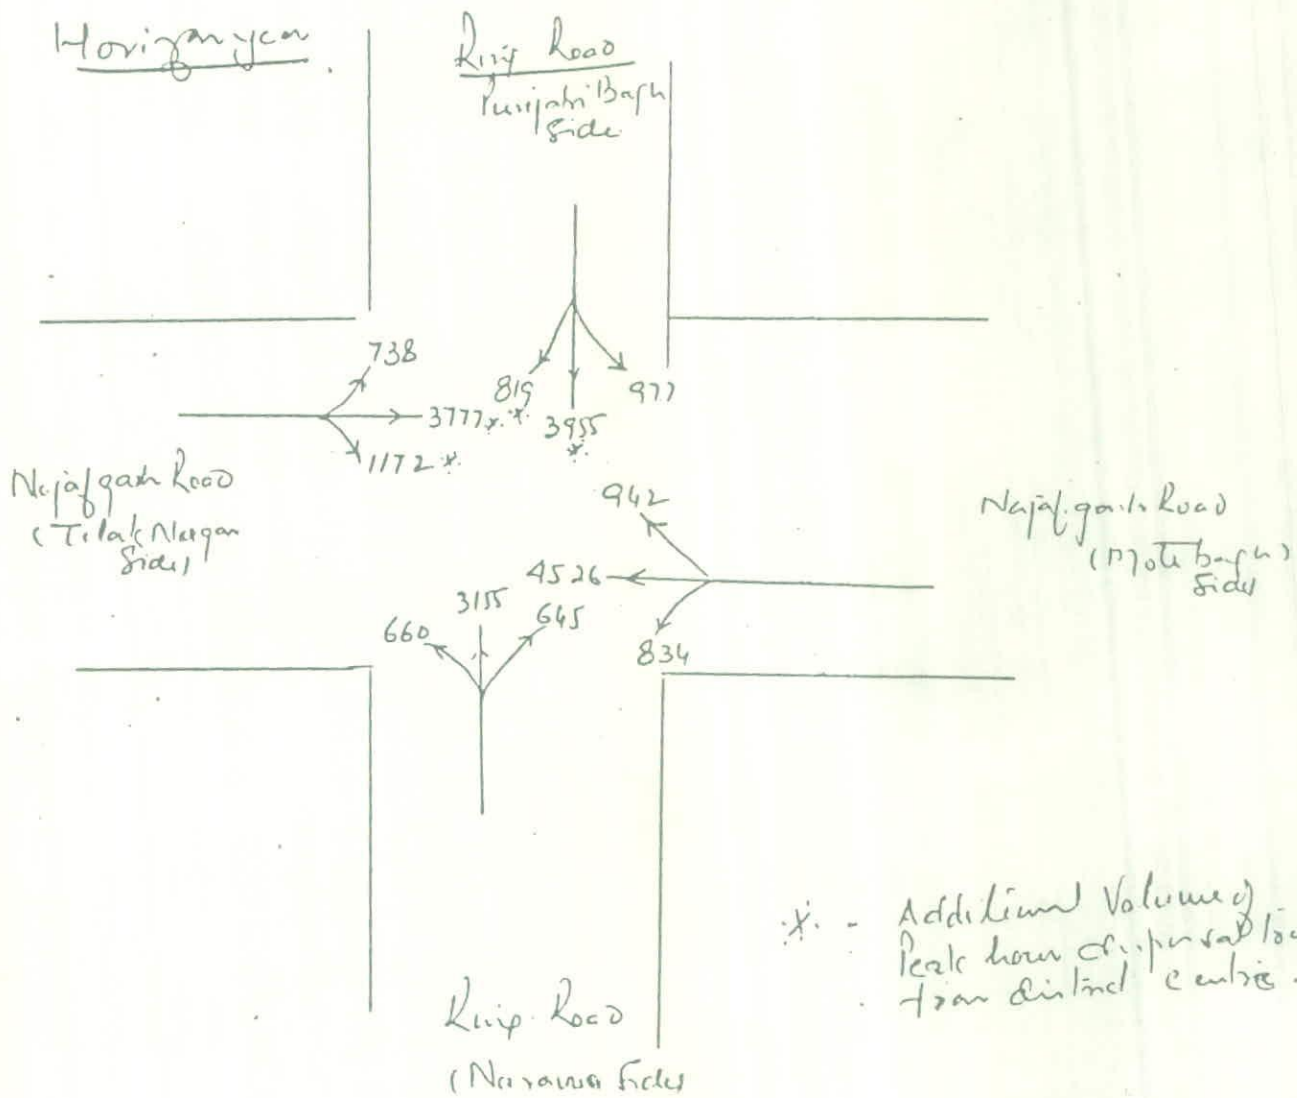 Horizon year
Ring Road
Punjabi Bagh
Side
738
819
977
3777 * *
3955
*
1172 *
Najafgarh Road
(Tilak Nagar
Side)
942
Najafgarh Road
(Moti bagh)
Side)
4526
3155
660
645
834
* - Additional Volume of
Peak hour dispersal
from district centre.
Ring Road
(Naraina Side)